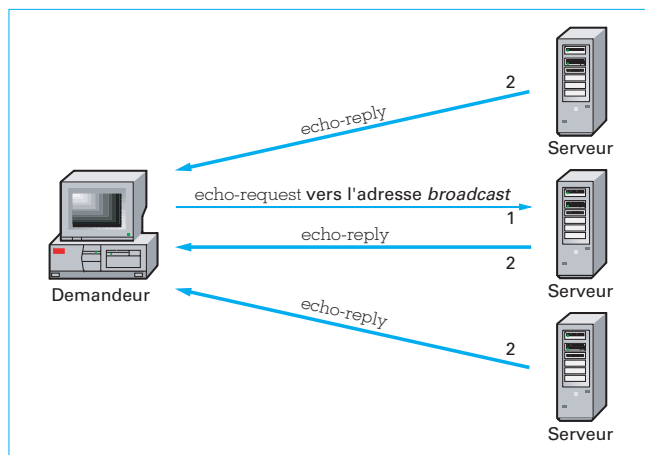 2
echo-reply
Serveur
echo-request vers l'adresse broadcast
1
echo-reply
2
Demandeur
Serveur
echo-reply
2
Serveur